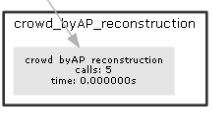 crowd_byAP_reconstruction
crowd_byAP_reconstruction
calls: 5
time: 0.000000s